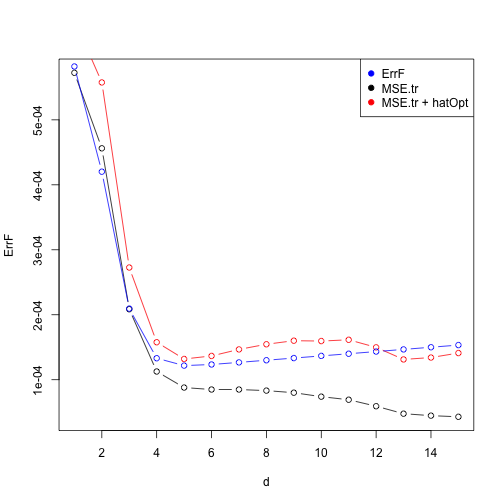 ErrF
MSE.tr
MSE.tr + hatOpt
5e-04
4e-04
3e-04
2e-04
1e-04
ErrF
2 4 6 8 10 12 14
d